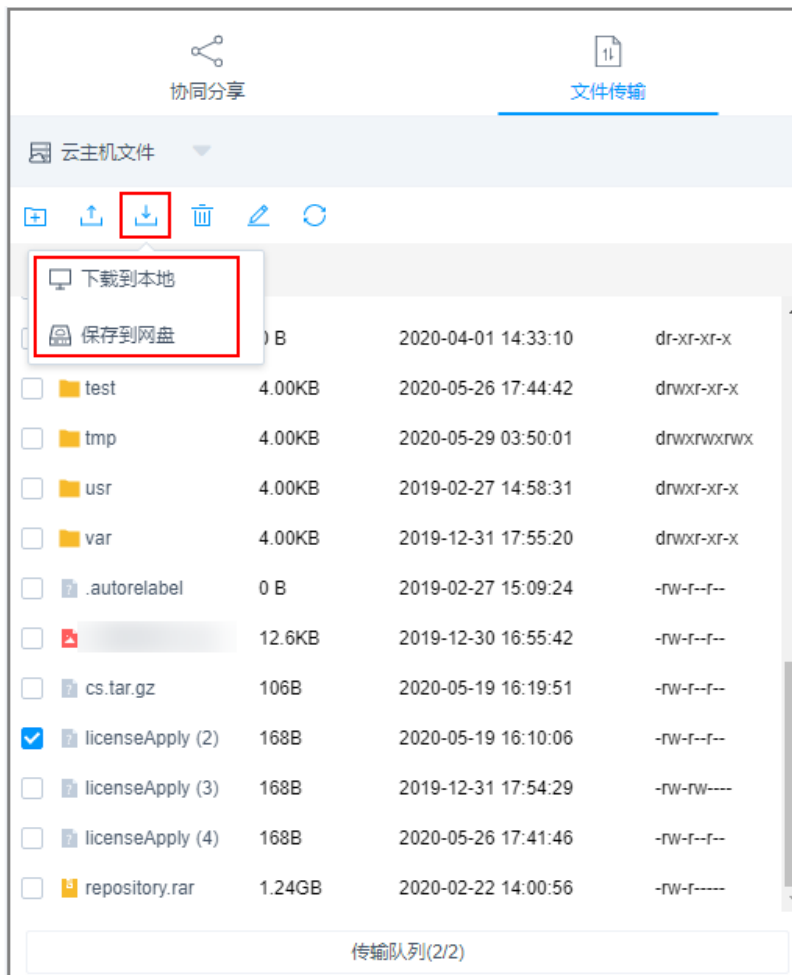 协同分享 文件传输
云主机文件
下载到本地
保存到网盘
0 B 2020-04-01 14:33:10 dr-xr-xr-x
test 4.00KB 2020-05-26 17:44:42 drwxr-xr-x
tmp 4.00KB 2020-05-29 03:50:01 drwxrwxrwx
usr 4.00KB 2019-02-27 14:58:31 drwxr-xr-x
var 4.00KB 2019-12-31 17:55:20 drwxr-xr-x
.autorelabel 0 B 2019-02-27 15:09:24 -rw-r--r--
12.6KB 2019-12-30 16:55:42 -rw-r--r--
cs.tar.gz 106B 2020-05-19 16:19:51 -rw-r--r--
licenseApply (2) 168B 2020-05-19 16:10:06 -rw-r--r--
licenseApply (3) 168B 2019-12-31 17:54:29 -rw-rw----
licenseApply (4) 168B 2020-05-26 17:41:46 -rw-r--r--
repository.rar 1.24GB 2020-02-22 14:00:56 -rw-r-----
传输队列(2/2)